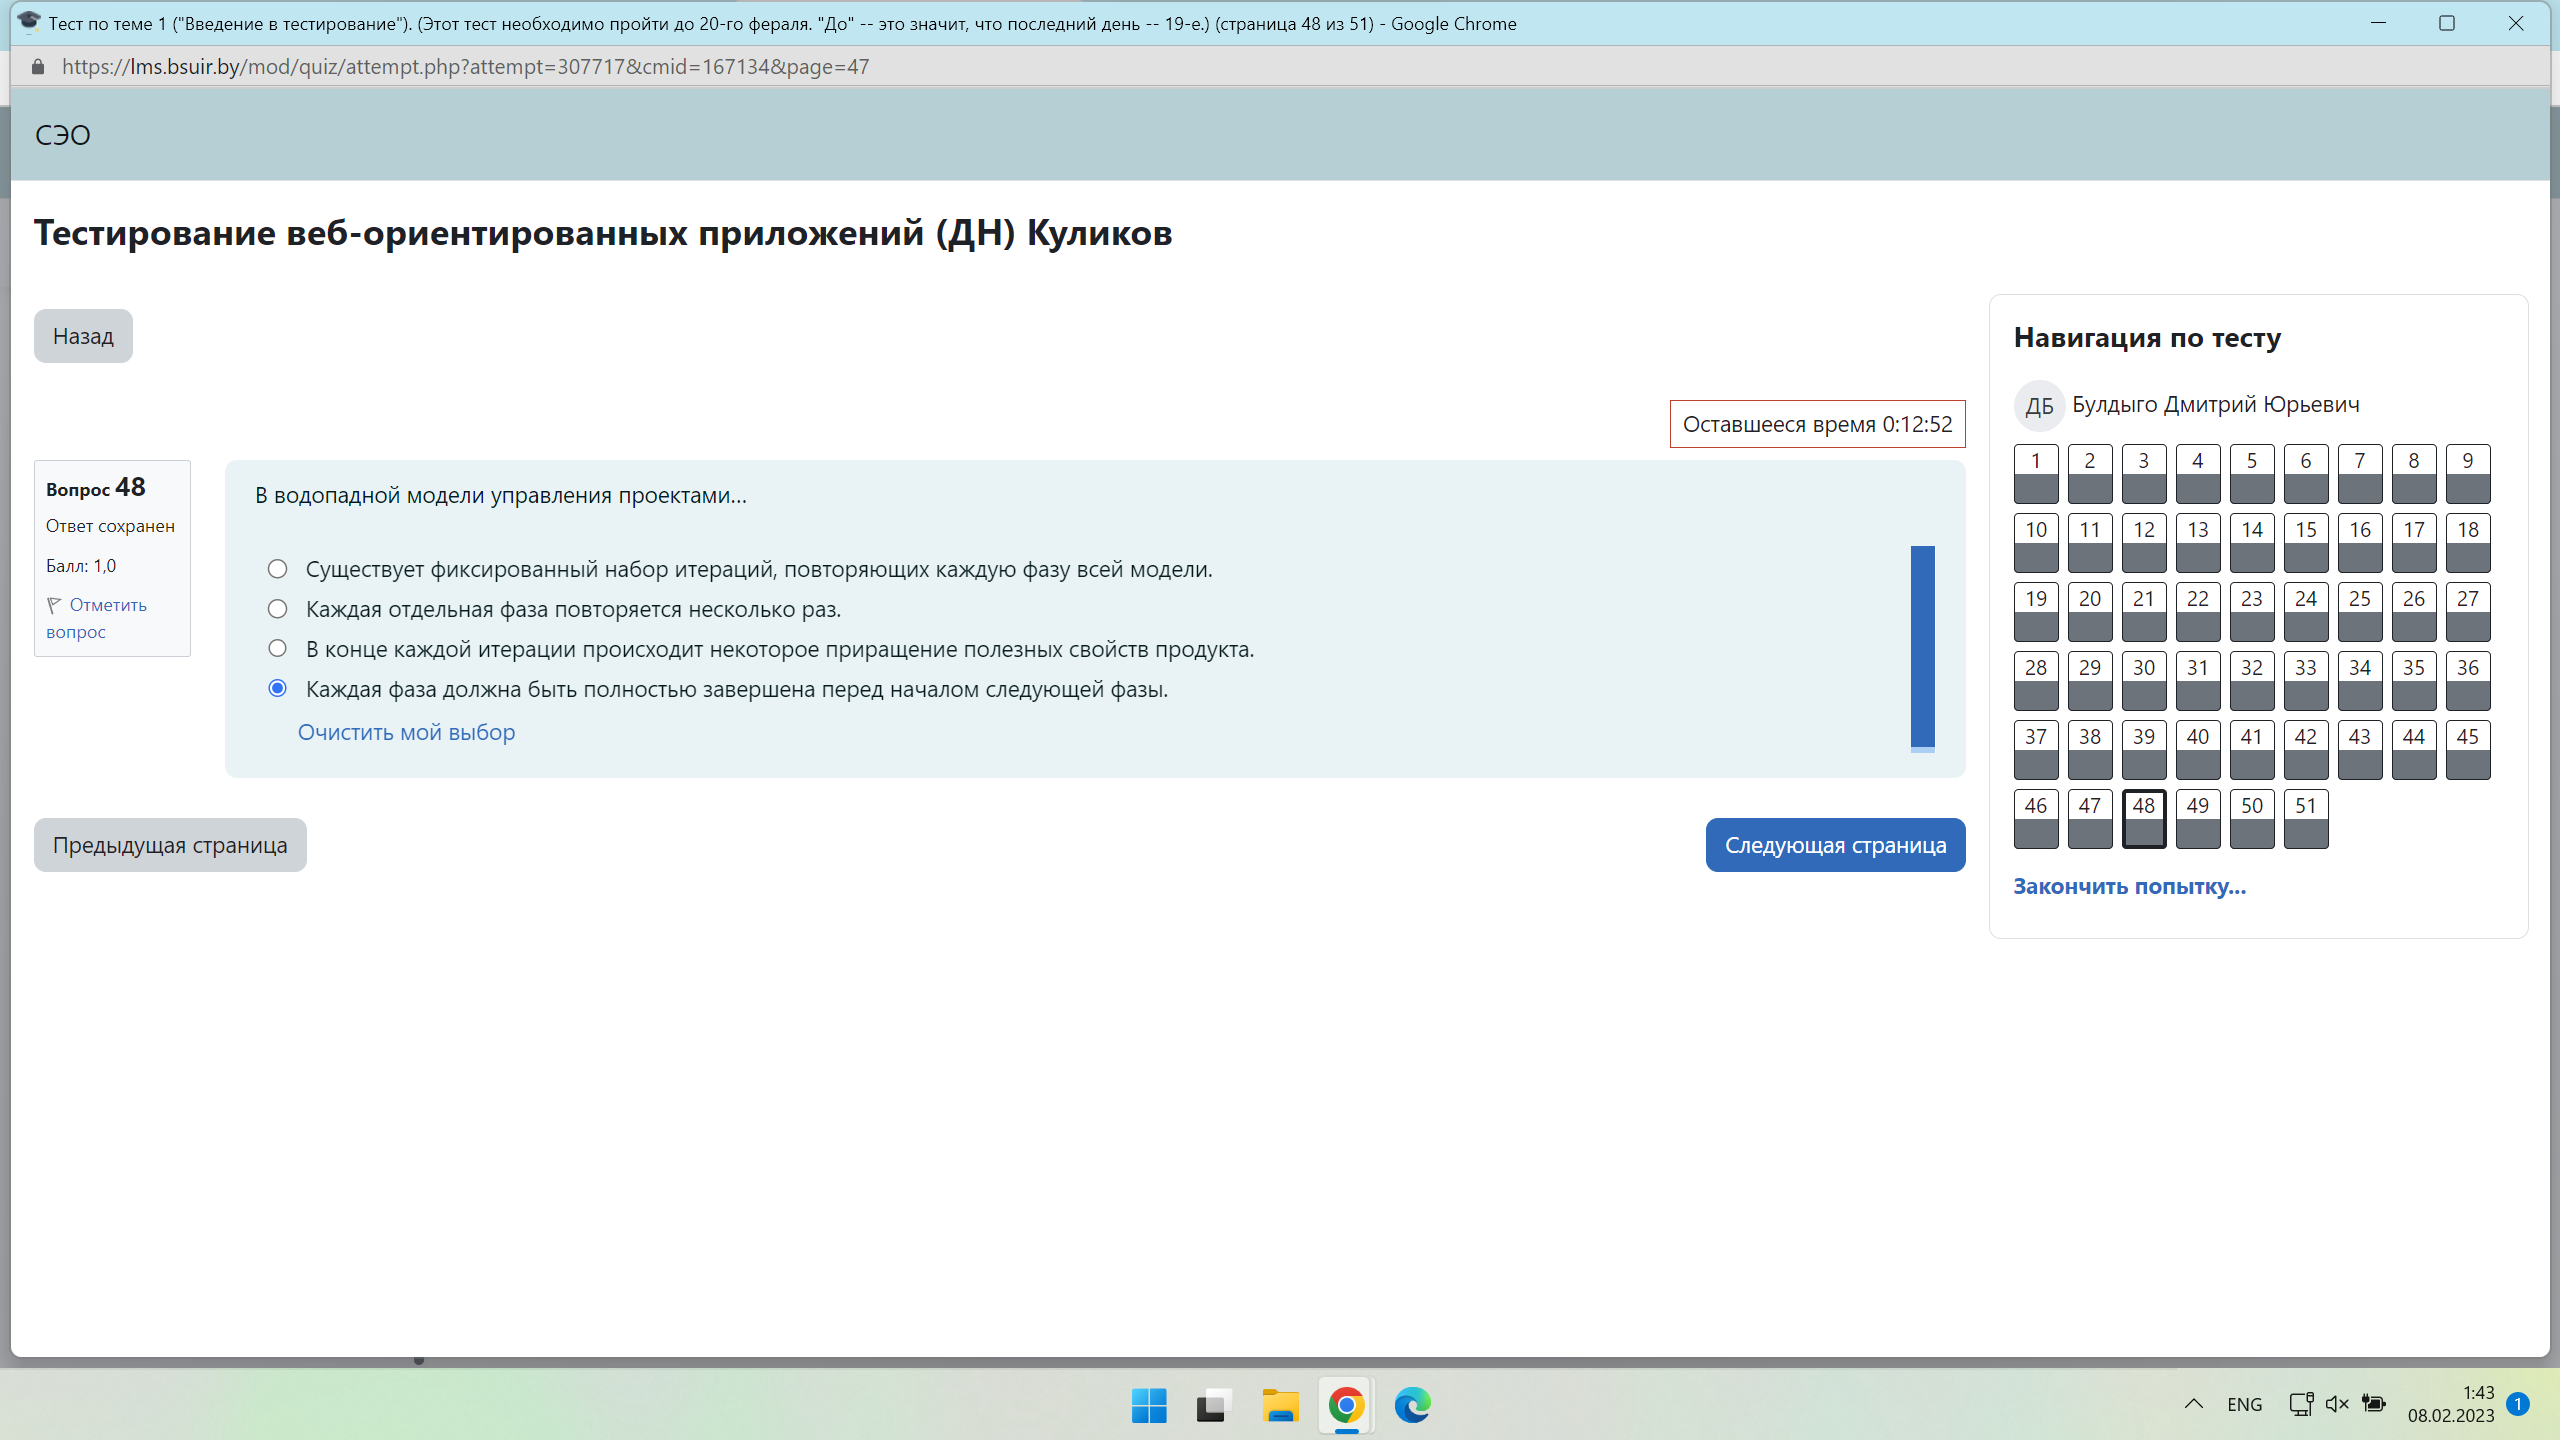 Тест по теме 1 ("Введение в тестирование"). (Этот тест необходимо пройти до 20-го фераля. "До" -- это значит, что последний день -- 19-е.) (страница 48 из 51) - Google Chrome
https://lms.bsuir.by/mod/quiz/attempt.php?attempt=307717&cmid=167134&page=47
СЭО
Тестирование веб-ориентированных приложений (ДН) Куликов
Назад
Оставшееся время 0:12:52
Вопрос 48
Ответ сохранен
Балл: 1,0
Отметить
вопрос
В водопадной модели управления проектами...
Существует фиксированный набор итераций, повторяющих каждую фазу всей модели.
Каждая отдельная фаза повторяется несколько раз.
В конце каждой итерации происходит некоторое приращение полезных свойств продукта.
Каждая фаза должна быть полностью завершена перед началом следующей фазы.
Очистить мой выбор
Предыдущая страница
Следующая страница
Навигация по тесту
ДБ Булдыго Дмитрий Юрьевич
1 2 3 4 5 6 7 8 9
10 11 12 13 14 15 16 17 18
19 20 21 22 23 24 25 26 27
28 29 30 31 32 33 34 35 36
37 38 39 40 41 42 43 44 45
46 47 48 49 50 51
Закончить попытку...
ENG
1:43
08.02.2023
1